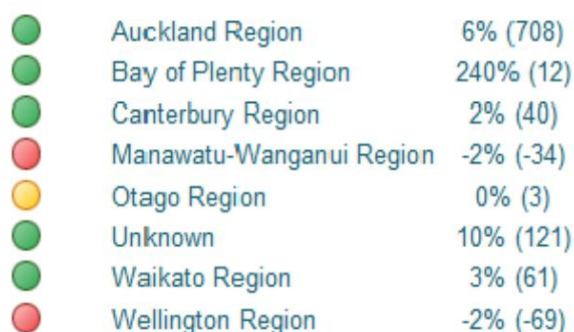 Auckland Region 6% (708)
Bay of Plenty Region 240% (12)
Canterbury Region 2% (40)
Manawatu-Wanganui Region -2% (-34)
Otago Region 0% (3)
Unknown 10% (121)
Waikato Region 3% (61)
Wellington Region -2% (-69)